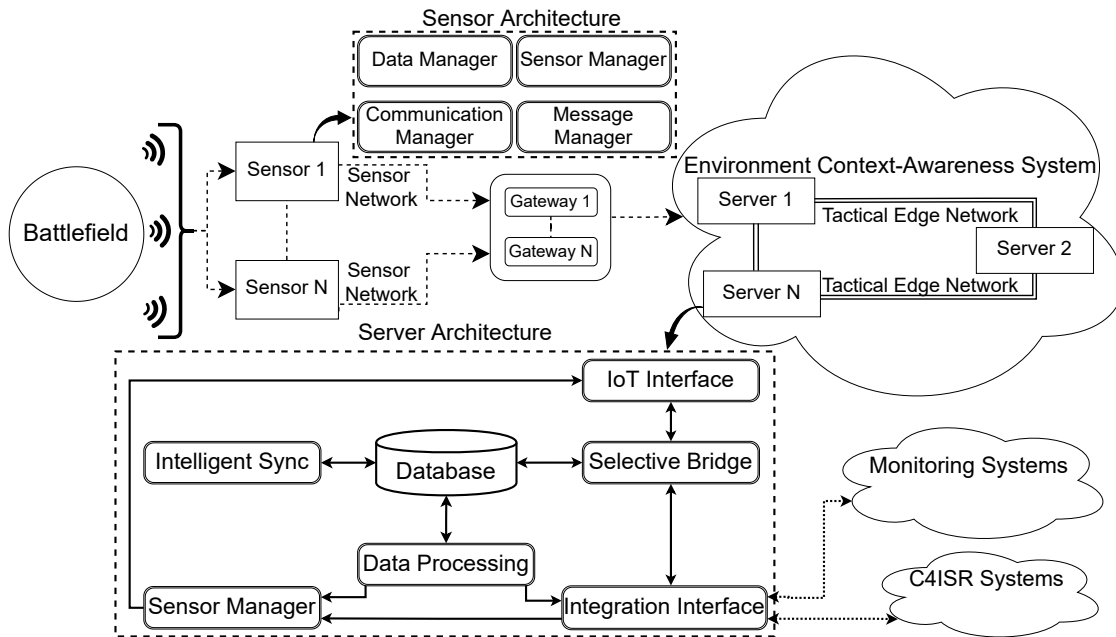 Sensor Architecture
Data Manager
Sensor Manager
Communication
Manager
Message
Manager
Battlefield
Sensor 1
Sensor
Network
Sensor N
Sensor
Network
Gateway 1
Gateway N
Environment Context-Awareness System
Server 1
Tactical Edge Network
Server 2
Server N
Tactical Edge Network
Server Architecture
IoT Interface
Intelligent Sync
Database
Selective Bridge
Data Processing
Sensor Manager
Integration Interface
Monitoring Systems
C4ISR Systems